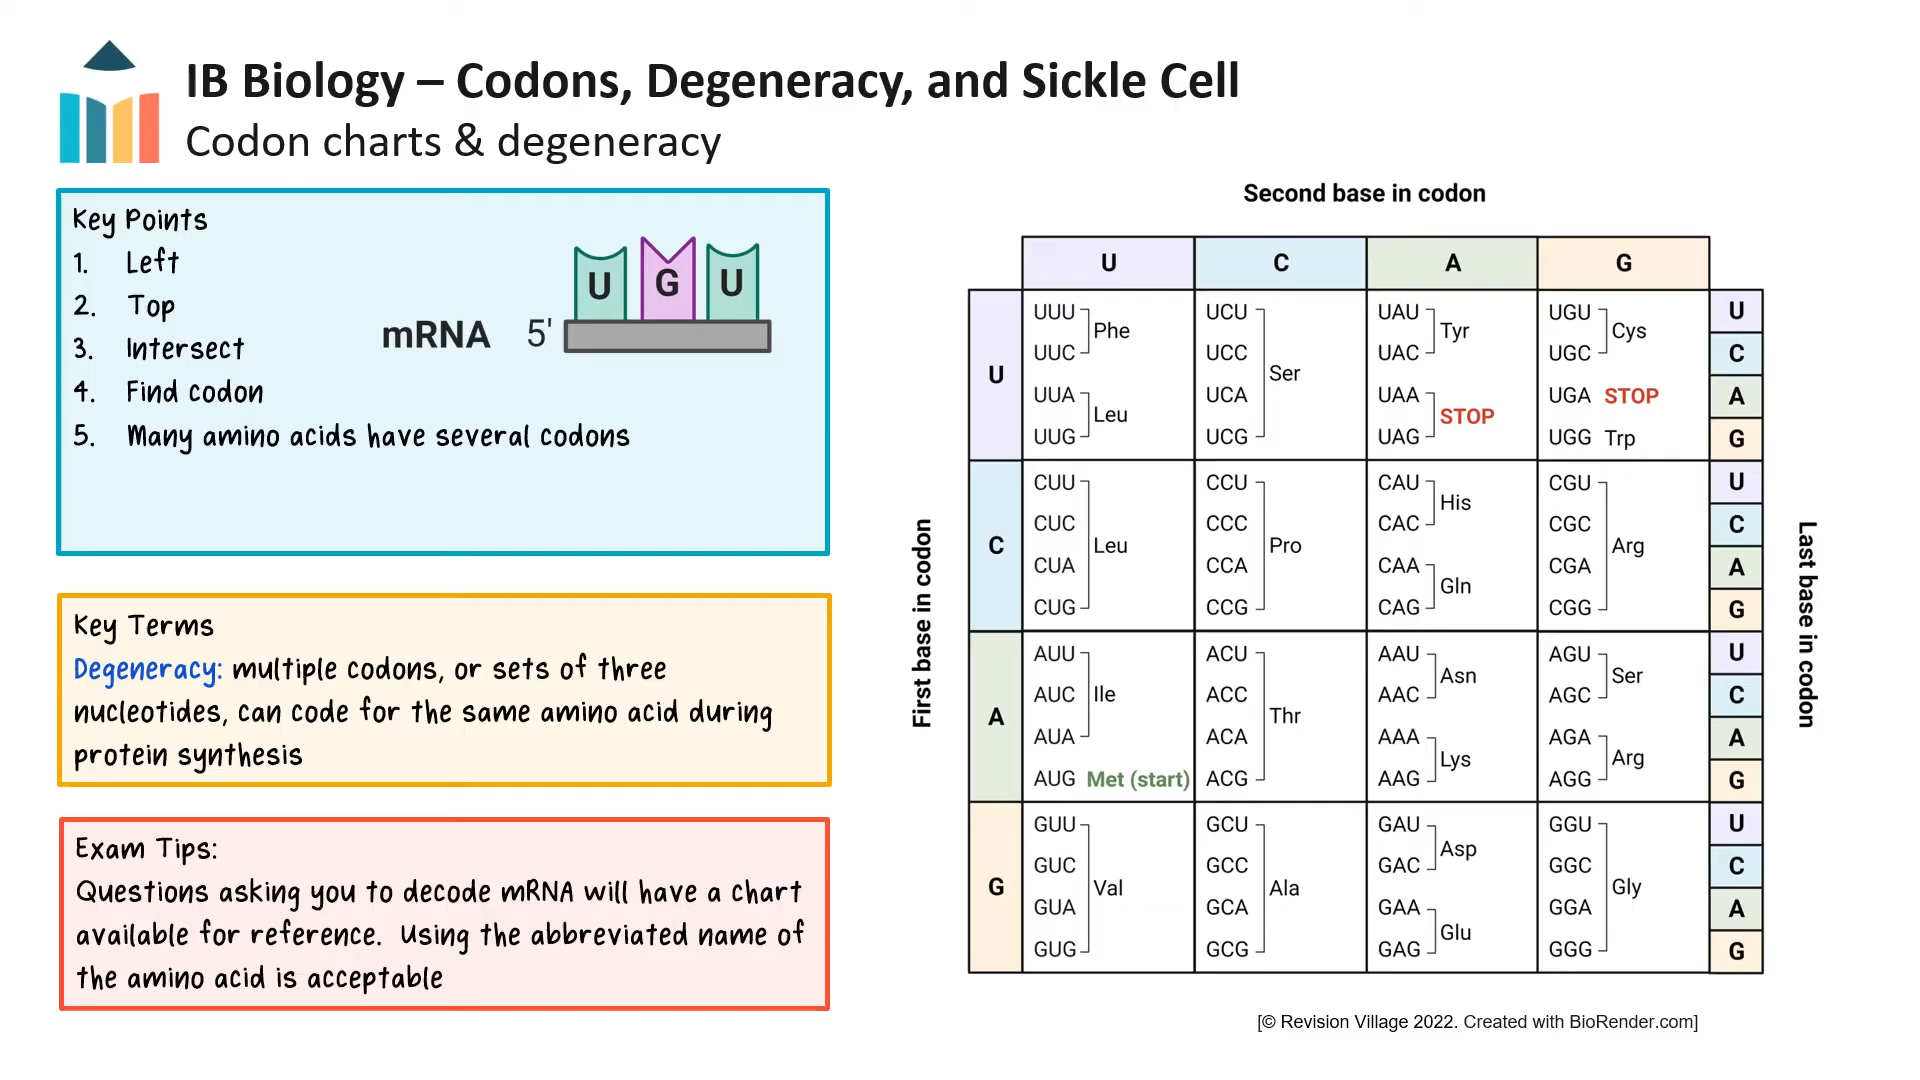 IB Biology – Codons, Degeneracy, and Sickle Cell
Codon charts & degeneracy
Key Points
1. Left
2. Top
3. Intersect
4. Find codon
5. Many amino acids have several codons
U G U
mRNA 5'
Key Terms
Degeneracy: multiple codons, or sets of three
nucleotides, can code for the same amino acid during
protein synthesis
Exam Tips:
Questions asking you to decode mRNA will have a chart
available for reference. Using the abbreviated name of
the amino acid is acceptable
Second base in codon
U C A G
First base in codon
U
UUU UCU UAU UGU U
Phe Tyr Cys
UUC UCC UAC UGC C
Ser
UUA UCA UAA UGA STOP A
Leu STOP
UUG UCG UAG UGG Trp G
C
CUU CCU CAU CGU U
His
CUC CCC CAC CGC C
Leu Pro Arg
CUA CCA CAA CGA A
Gln
CUG CCG CAG CGG G
A
AUU ACU AAU AGU U
Asn Ser
AUC Ile ACC AAC AGC C
Thr
AUA ACA AAA AGA A
Lys Arg
AUG Met (start) ACG AAG AGG G
G
GUU GCU GAU GGU U
Asp
GUC GCC GAC GGC C
Val Ala Gly
GUA GCA GAA GGA A
Glu
GUG GCG GAG GGG G
Last base in codon
[© Revision Village 2022. Created with BioRender.com]